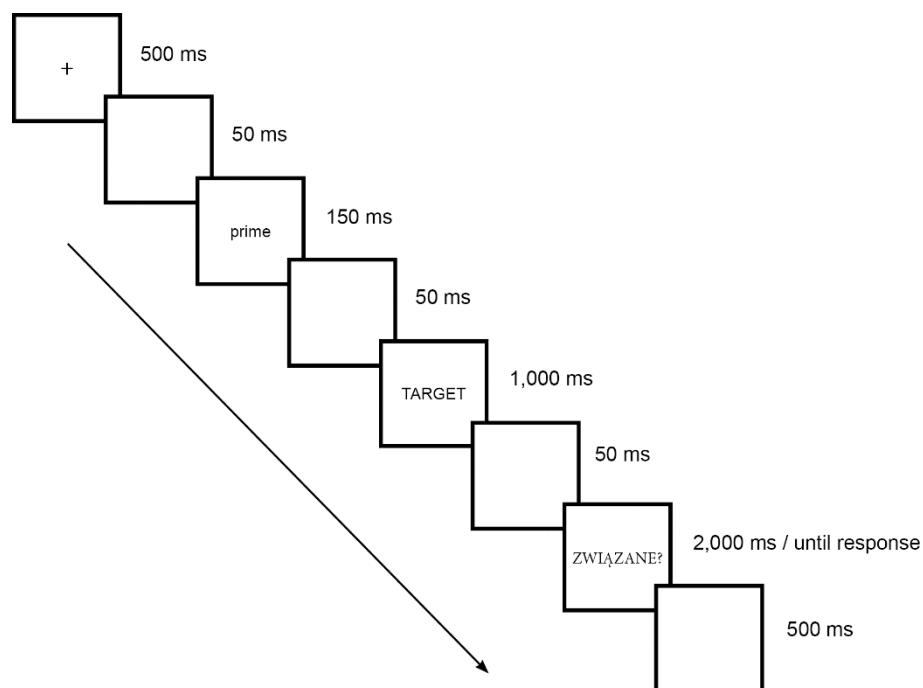 +
500 ms
50 ms
prime
150 ms
50 ms
TARGET
1,000 ms
50 ms
ZWIĄZANE?
2,000 ms / until response
500 ms